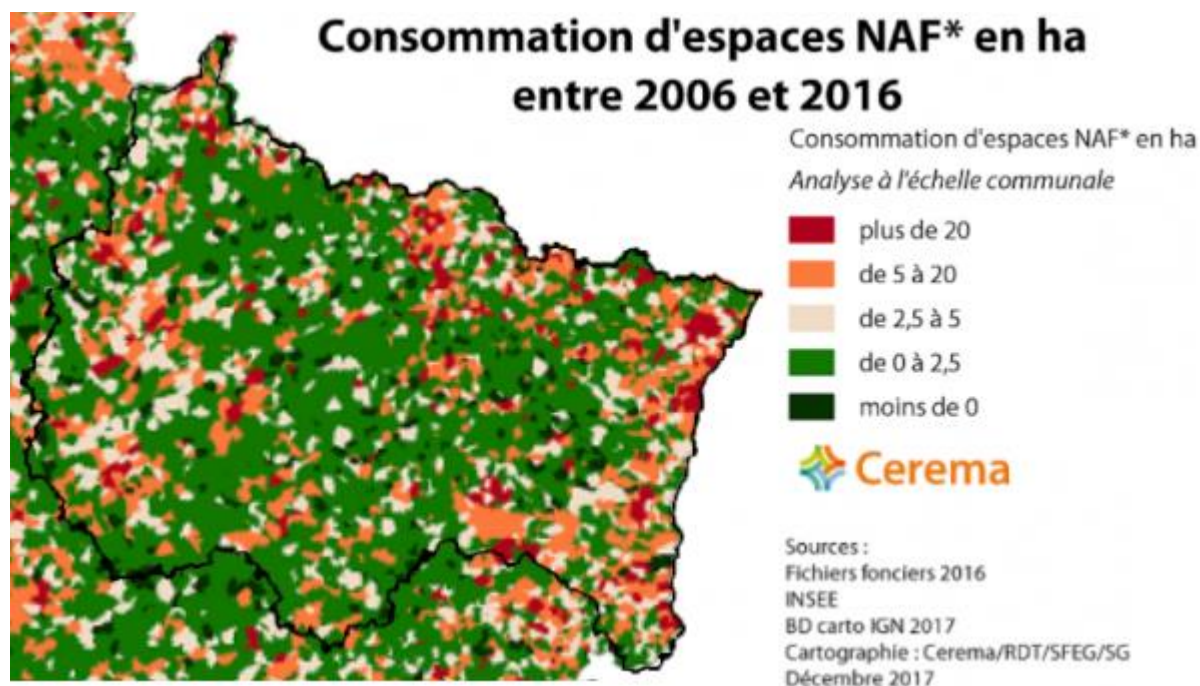 Consommation d'espaces NAF* en ha
entre 2006 et 2016
Consommation d'espaces NAF* en ha
Analyse à l'échelle communale
plus de 20
de 5 à 20
de 2,5 à 5
de 0 à 2,5
moins de 0
Cerema
Sources :
Fichiers fonciers 2016
INSEE
BD carto IGN 2017
Cartographie : Cerema/RDT/SFEG/SG
Décembre 2017